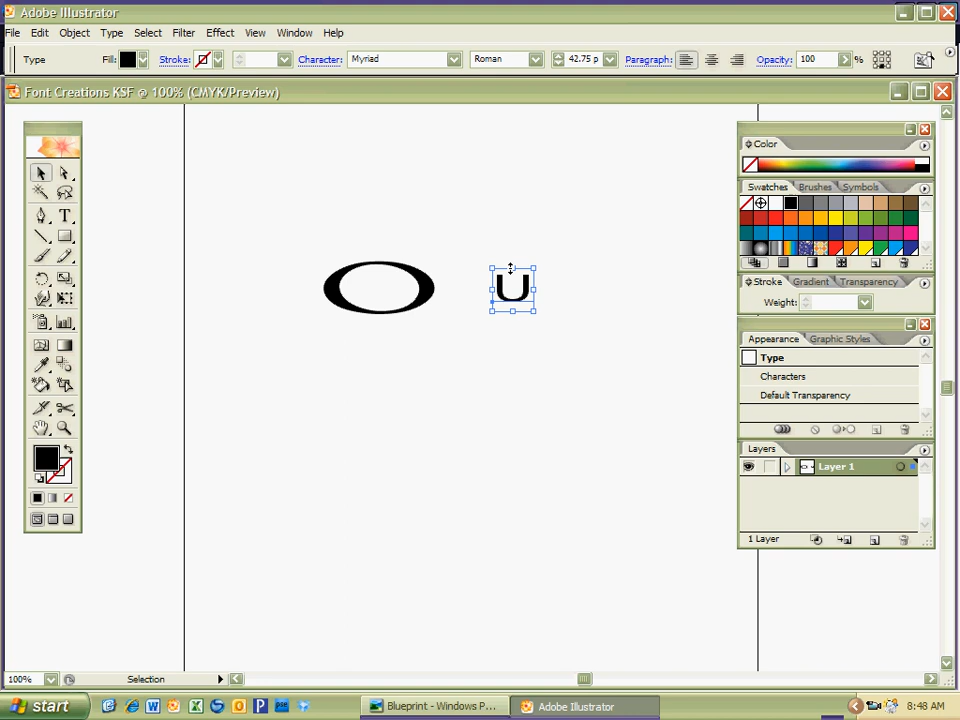 Adobe Illustrator
File Edit Object Type Select Filter Effect View Window Help
Type Fill: Stroke: Character: Myriad Roman 42.75 p Paragraph: Opacity: 100 %
Font Creations KSF @ 100% (CMYK/Preview)
Color
Swatches Brushes Symbols
O U
Stroke Gradient Transparency
Weight:
Appearance Graphic Styles
Type
Characters
Default Transparency
Layers
Layer 1
1 Layer
100% Selection
start Blueprint - Windows P... Adobe Illustrator 8:48 AM